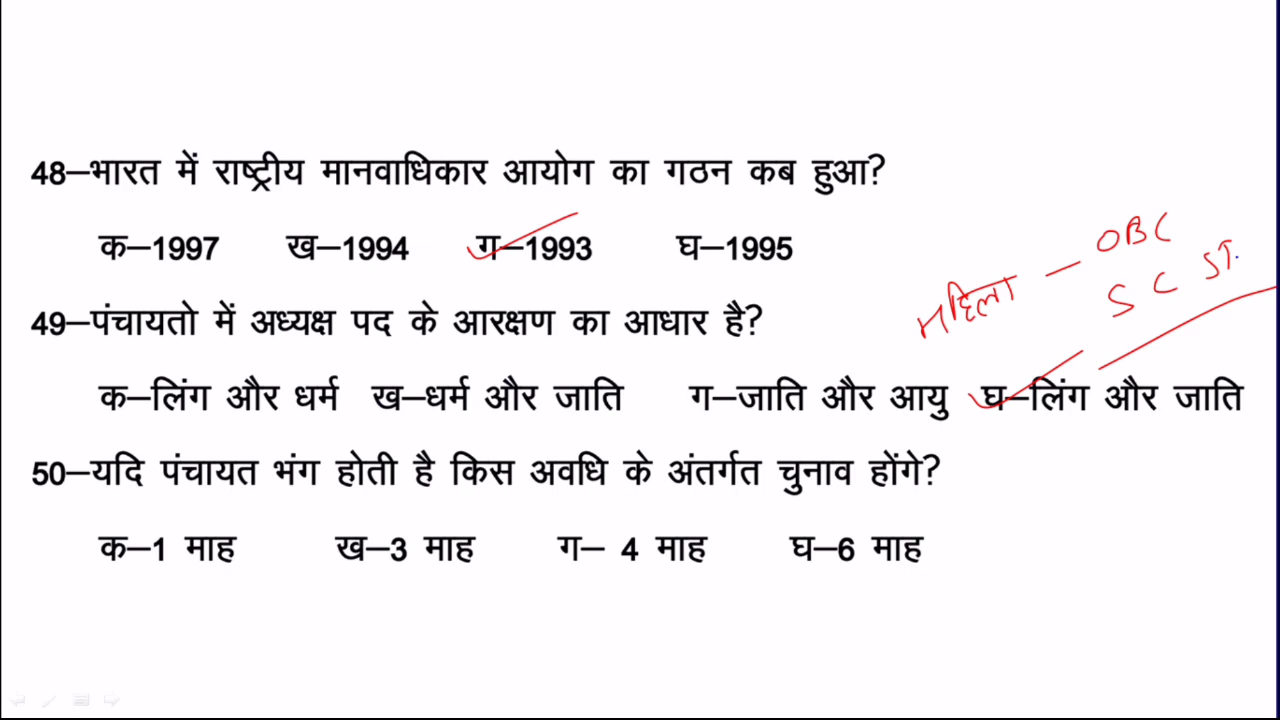 48–भारत में राष्ट्रीय मानवाधिकार आयोग का गठन कब हुआ?
क–1997 ख–1994 ग–1993 घ–1995
महिला — OBC
SC ST
49–पंचायतो में अध्यक्ष पद के आरक्षण का आधार है?
क–लिंग और धर्म ख–धर्म और जाति ग–जाति और आयु घ–लिंग और जाति
50–यदि पंचायत भंग होती है किस अवधि के अंतर्गत चुनाव होंगे?
क–1 माह ख–3 माह ग– 4 माह घ–6 माह